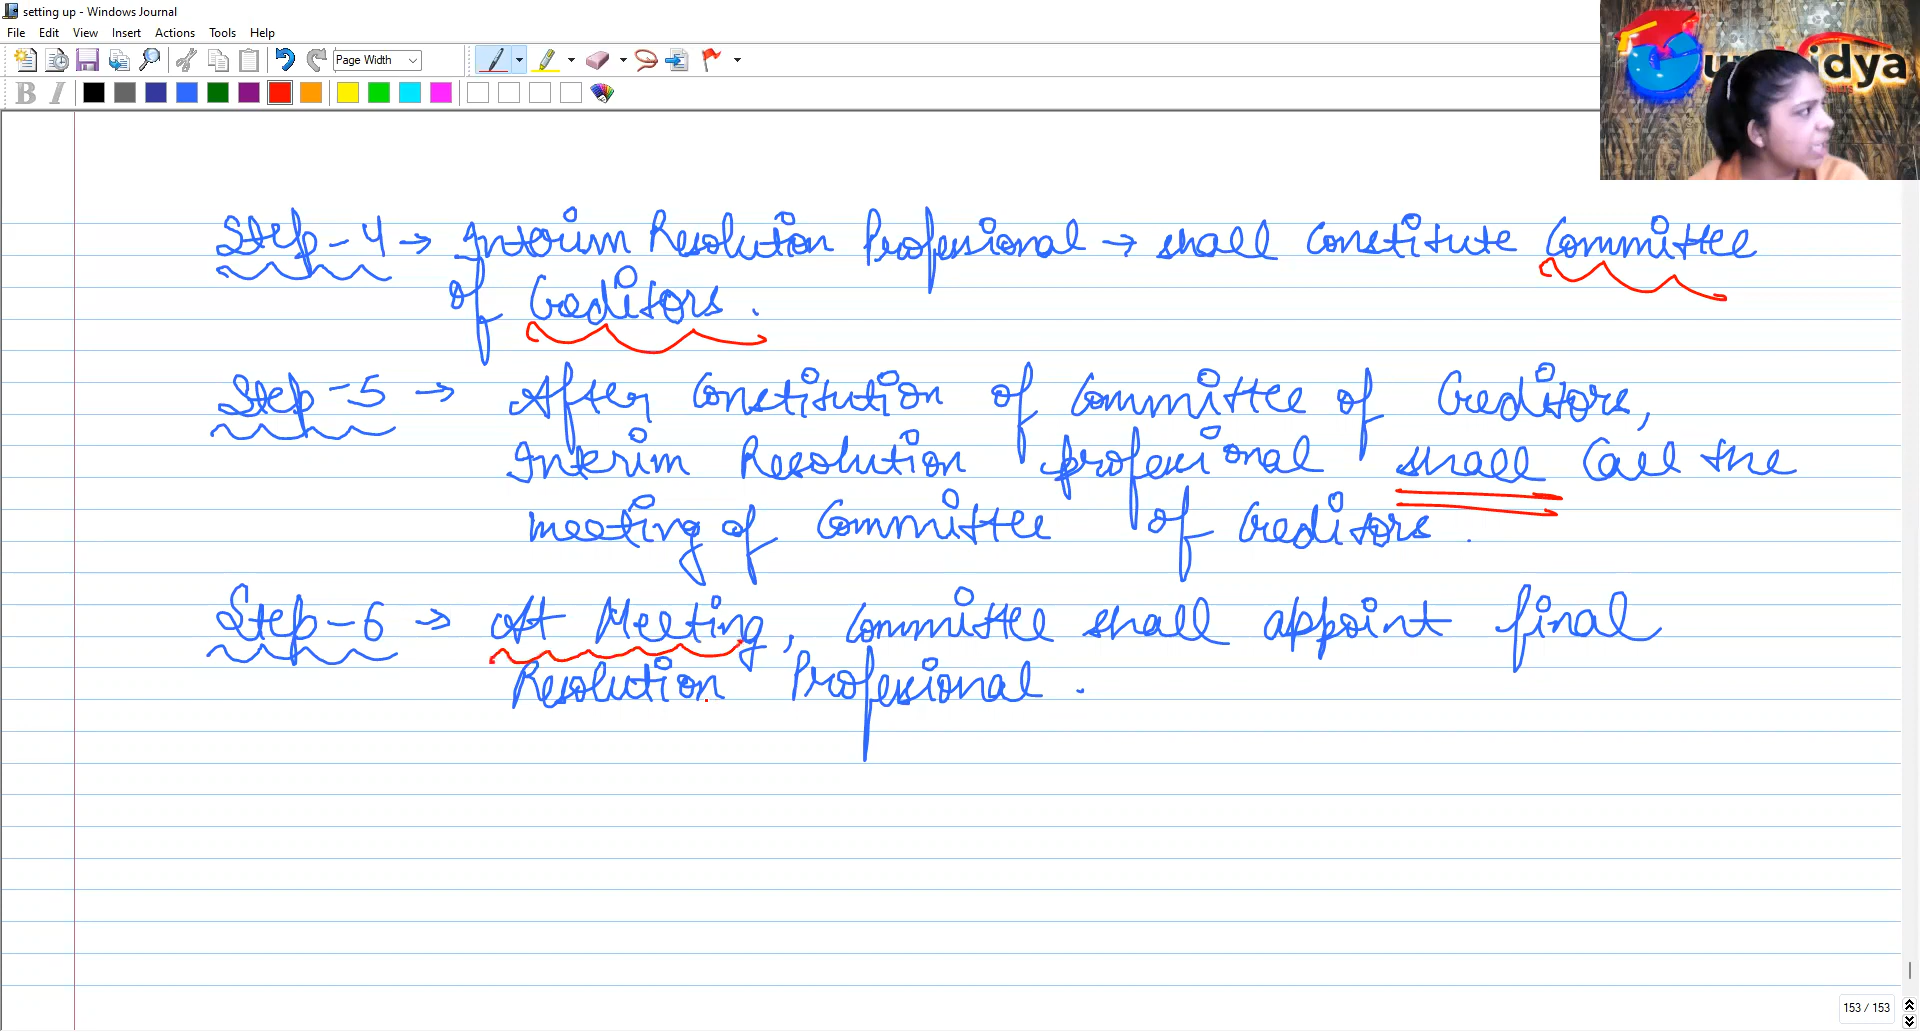 setting up - Windows Journal
File Edit View Insert Actions Tools Help
Page Width
B I
Step-4 → Interim Resolution Professional → shall constitute Committee
of Creditors.
Step-5 → After Constitution of Committee of Creditors,
Interim Resolution professional shall Call the
meeting of Committee of Creditors.
Step-6 → At Meeting, Committee shall appoint final
Resolution Professional.
153 / 153